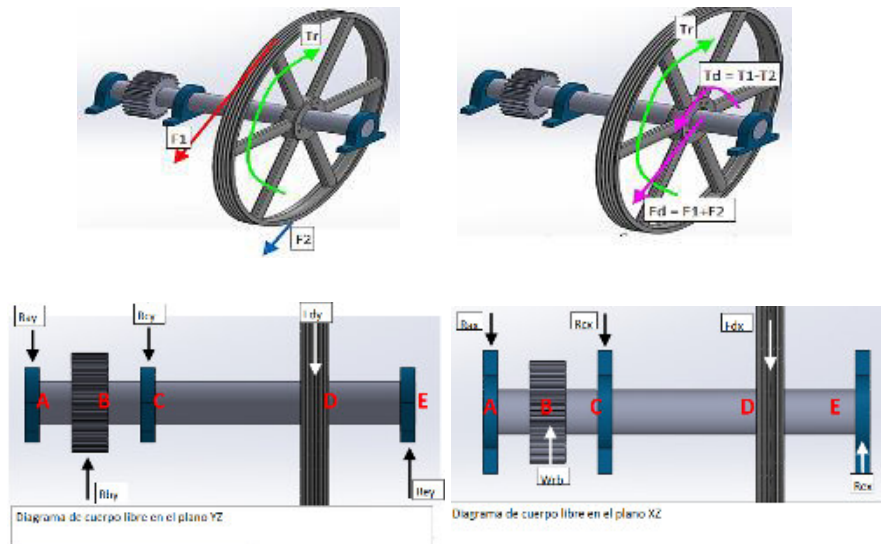 Tr
F1
F2
Tr
Td = T1-T2
Fd = F1+F2
Ray
Rcy
Fdy
A
B
C
D
E
Rby
Rey
Diagrama de cuerpo libre en el plano YZ
Rax
Rcx
Fdx
A
B
C
D
E
Wrb
Rcx
Diagrama de cuerpo libre en el plano XZ